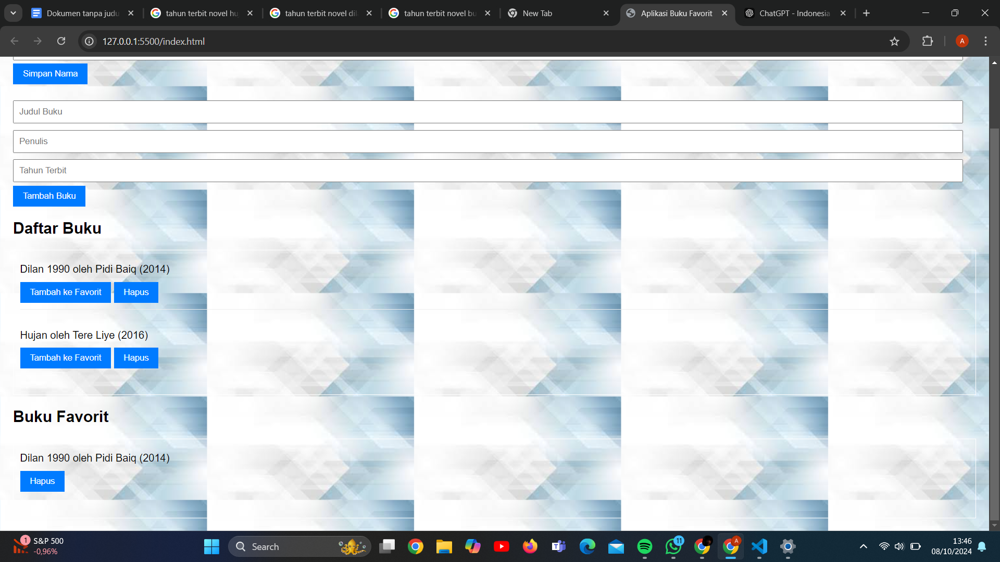 Dokumen tanpa judu
tahun terbit novel hu
tahun terbit novel dil
tahun terbit novel bu
New Tab
Aplikasi Buku Favorit
ChatGPT - Indonesia
127.0.0.1:5500/index.html
A
Simpan Nama
Judul Buku
Penulis
Tahun Terbit
Tambah Buku
Daftar Buku
Dilan 1990 oleh Pidi Baiq (2014)
Tambah ke Favorit
Hapus
Hujan oleh Tere Liye (2016)
Tambah ke Favorit
Hapus
Buku Favorit
Dilan 1990 oleh Pidi Baiq (2014)
Hapus
1
S&P 500
-0,96%
Search
11
A
13:46
08/10/2024